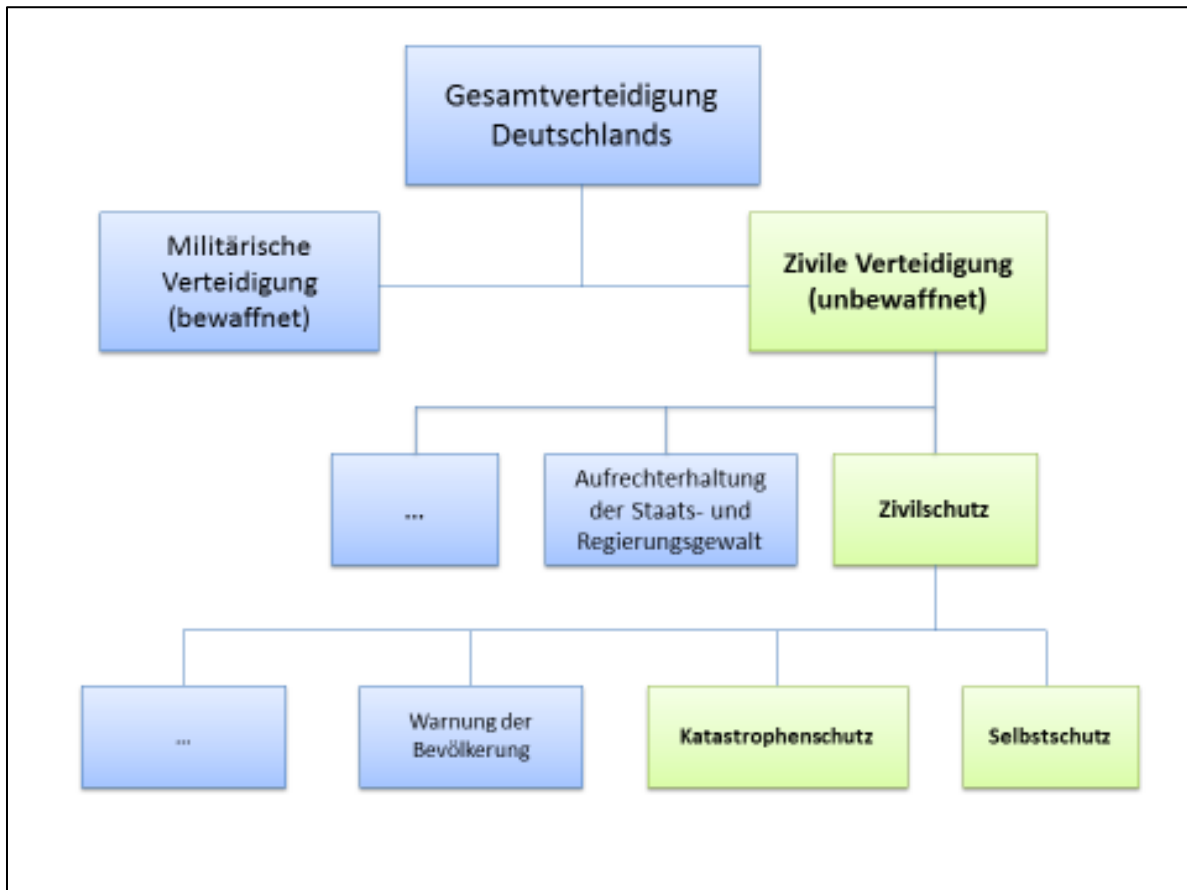 Gesamtverteidigung
Deutschlands
Militärische
Verteidigung
(bewaffnet)
Zivile Verteidigung
(unbewaffnet)
...
Aufrechterhaltung
der Staats- und
Regierungsgewalt
Zivilschutz
...
Warnung der
Bevölkerung
Katastrophenschutz
Selbstschutz